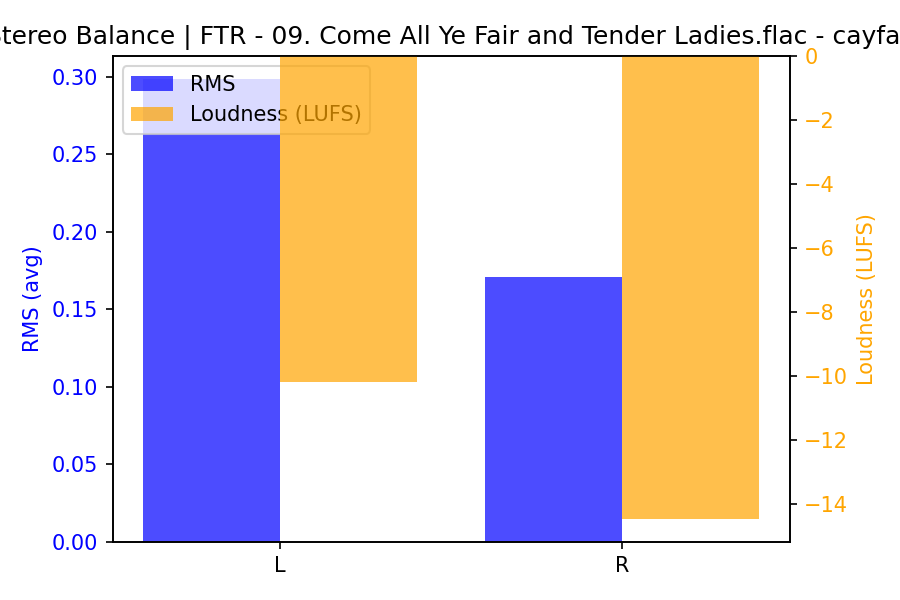 tereo Balance | FTR - 09. Come All Ye Fair and Tender Ladies.flac - cayfa
RMS
Loudness (LUFS)
RMS (avg)
0.30
0.25
0.20
0.15
0.10
0.05
0.00
L
R
0
−2
−4
−6
−8
−10
−12
−14
Loudness (LUFS)